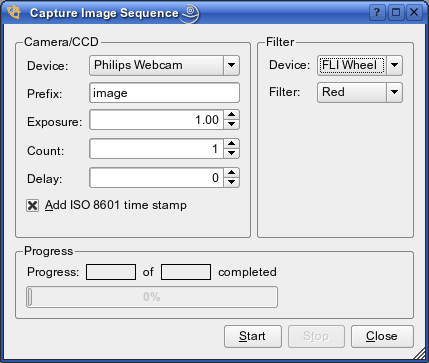 Capture Image Sequence
Camera/CCD
Device: Philips Webcam
Prefix: image
Exposure: 1.00
Count: 1
Delay: 0
Add ISO 8601 time stamp
Filter
Device: FLI Wheel
Filter: Red
Progress
Progress: of completed
0%
Start Stop Close